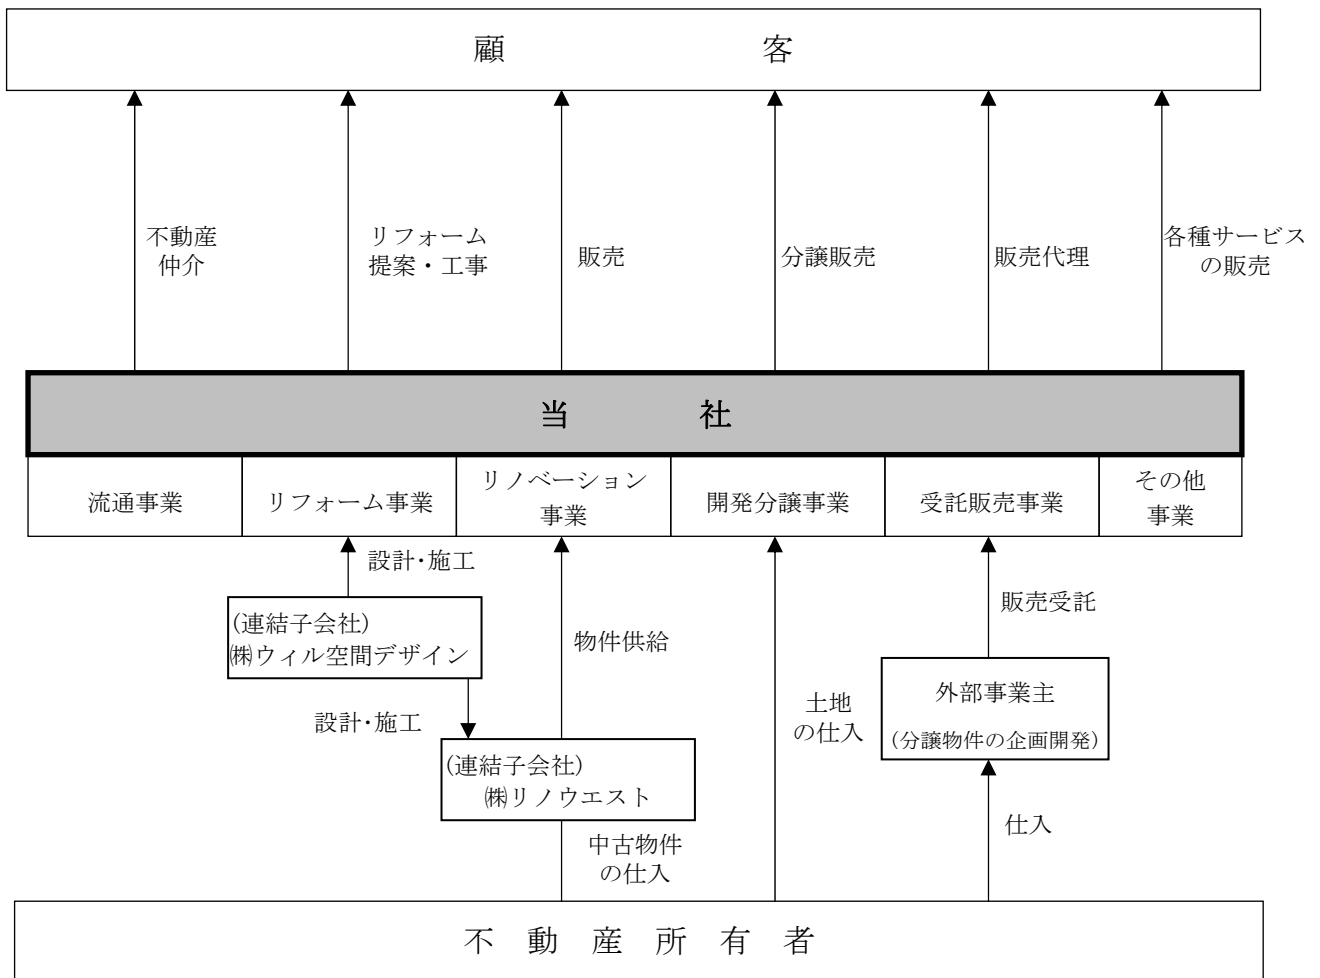 顧客
不動産
仲介
リフォーム
提案・工事
販売
分譲販売
販売代理
各種サービス
の販売
当社
流通事業
リフォーム事業
リノベーション
事業
開発分譲事業
受託販売事業
その他
事業
設計・施工
(連結子会社)
㈱ウィル空間デザイン
設計・施工
物件供給
(連結子会社)
㈱リノウエスト
中古物件
の仕入
土地
の仕入
販売受託
外部事業主
(分譲物件の企画開発)
仕入
不動産所有者